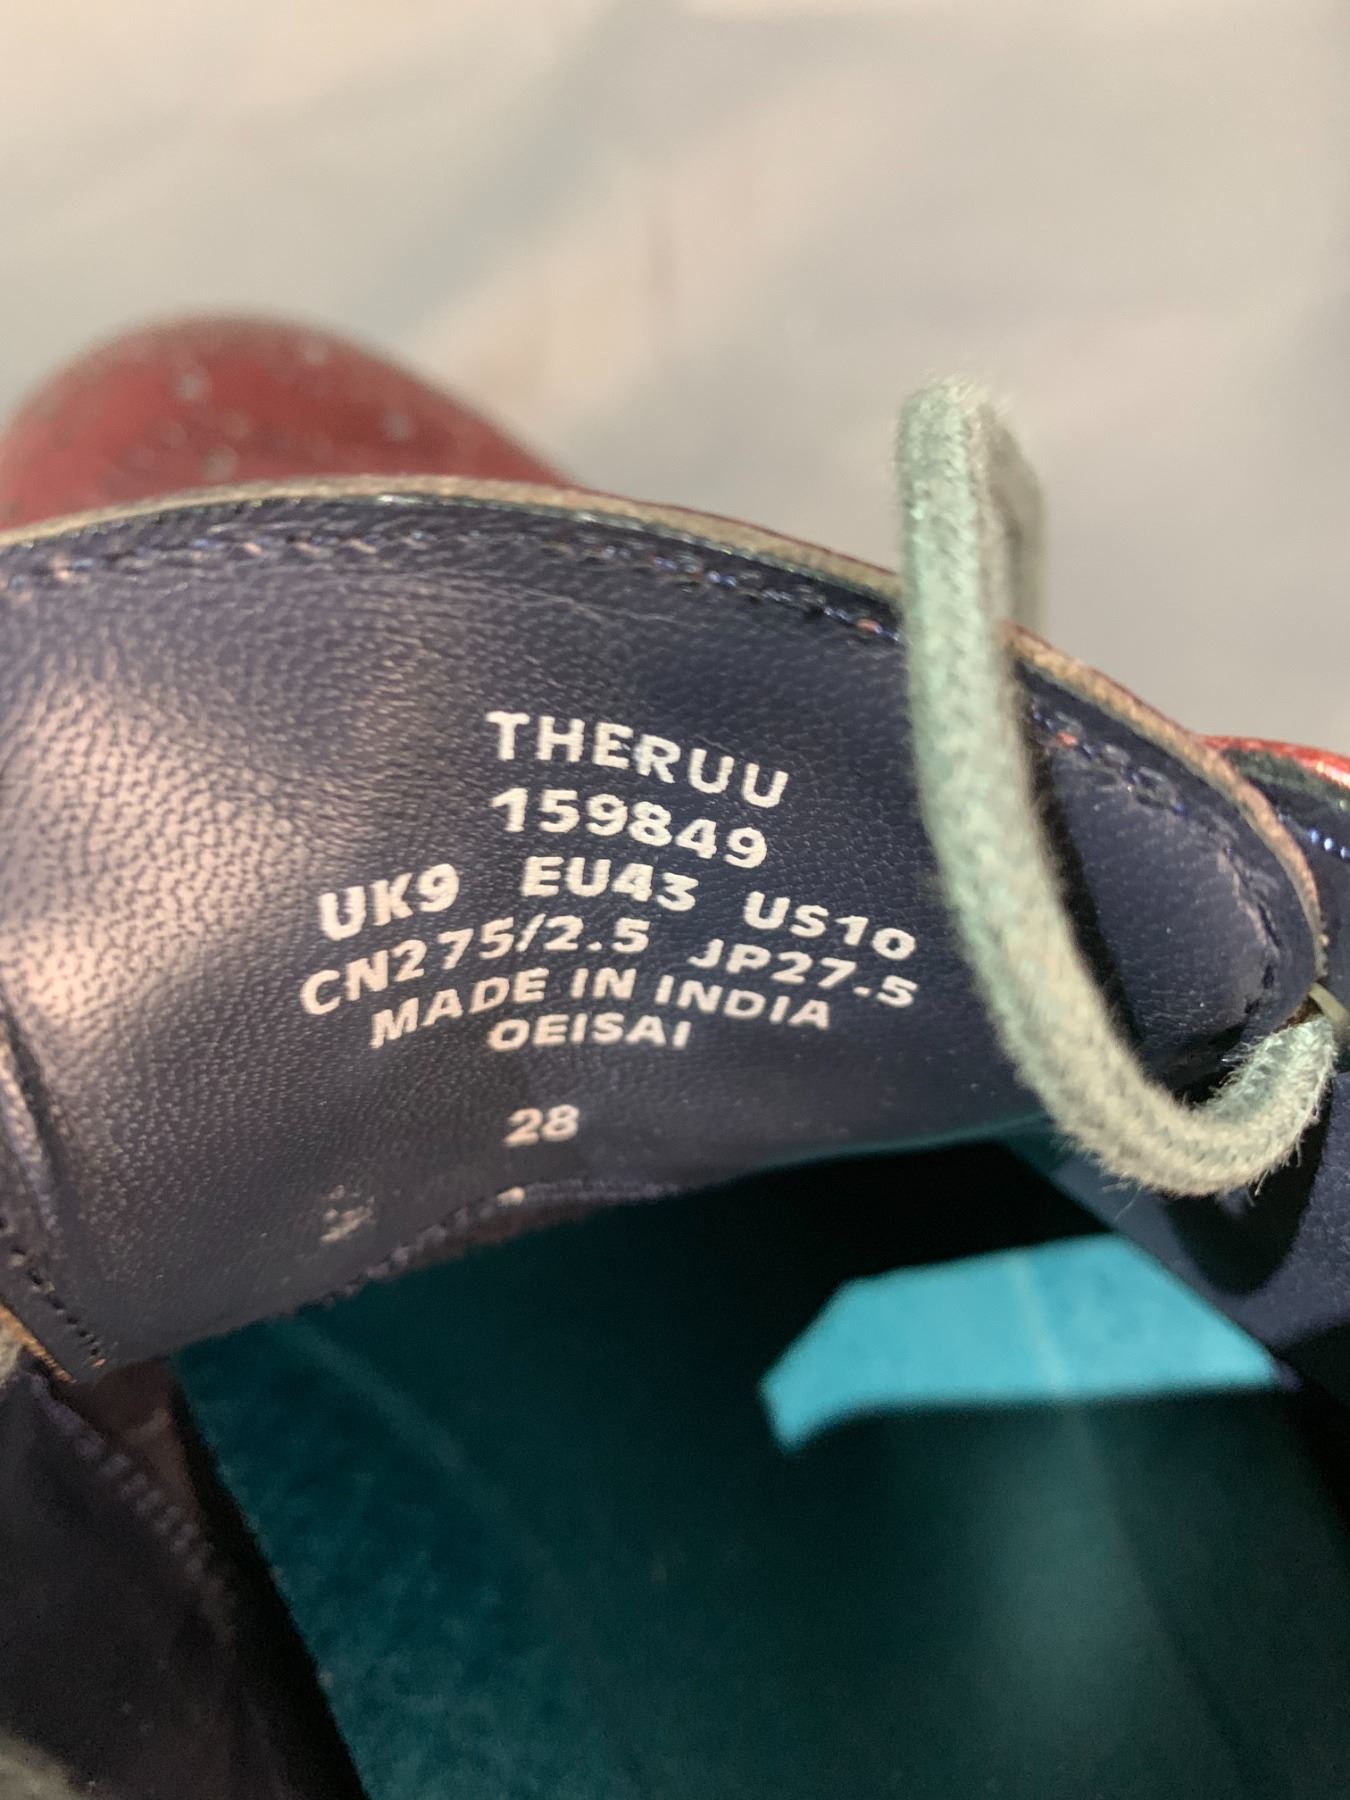 THERUU
159849
UK9 EU43 US10
CN275/2.5 JP27.5
MADE IN INDIA
OEISAI
28